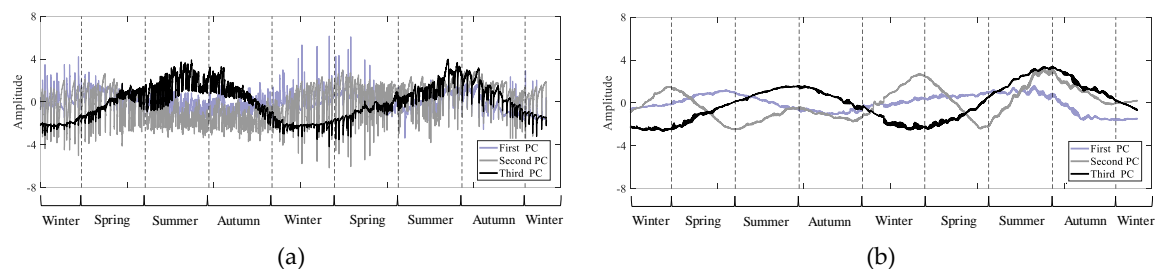 8
4
0
-4
-8
Amplitude
First PC
Second PC
Third PC
Winter Spring Summer Autumn Winter Spring Summer Autumn Winter
(a)
8
4
0
-4
-8
Amplitude
First PC
Second PC
Third PC
Winter Spring Summer Autumn Winter Spring Summer Autumn Winter
(b)